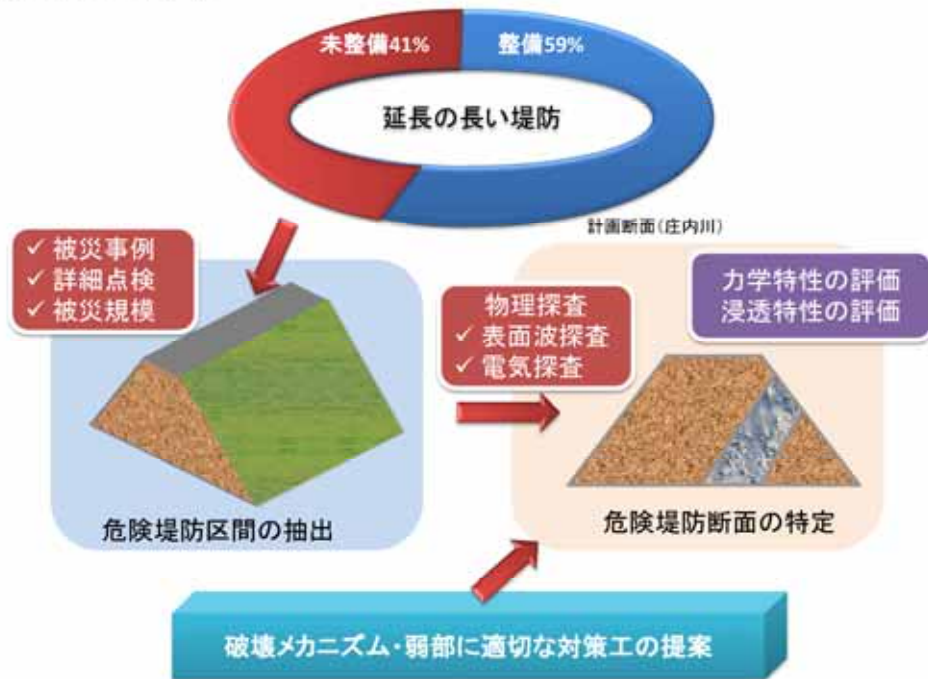 未整備41%
整備59%
延長の長い堤防
計画断面(庄内川)
✓ 被災事例
✓ 詳細点検
✓ 被災規模
危険堤防区間の抽出
物理探査
✓ 表面波探査
✓ 電気探査
力学特性の評価
浸透特性の評価
危険堤防断面の特定
破壊メカニズム・弱部に適切な対策工の提案